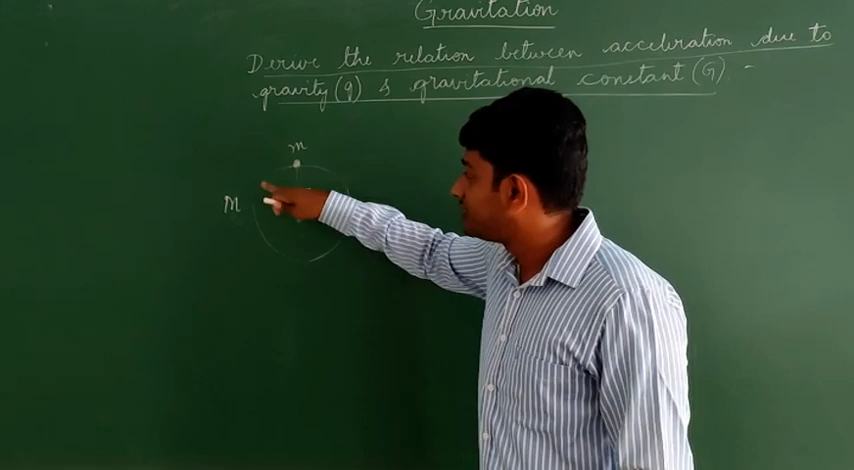 Gravitation
Derive the relation between acceleration due to
gravity (g) & gravitational constant (G). -
m
M